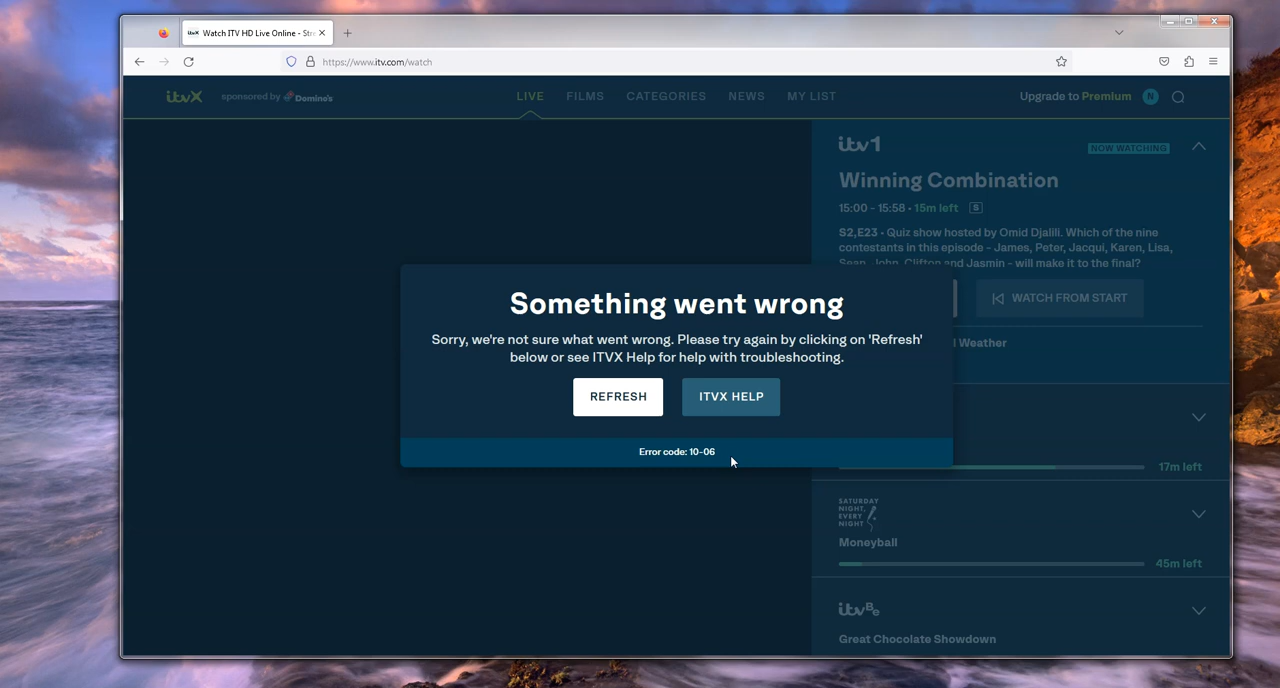 itvX Watch ITV HD Live Online - Stre
https://www.itv.com/watch
itvX sponsored by Domino's LIVE FILMS CATEGORIES NEWS MY LIST Upgrade to Premium N
itv1 NOW WATCHING
Winning Combination
15:00 - 15:58 • 15m left S
S2,E23 • Quiz show hosted by Omid Djalili. Which of the nine
contestants in this episode - James, Peter, Jacqui, Karen, Lisa,
Sean, John, Clifton and Jasmin - will make it to the final?
WATCH FROM START
Weather
Something went wrong
Sorry, we're not sure what went wrong. Please try again by clicking on 'Refresh'
below or see ITVX Help for help with troubleshooting.
REFRESH ITVX HELP
Error code: 10-06
17m left
SATURDAY
NIGHT,
EVERY
NIGHT
Moneyball
45m left
itvBe
Great Chocolate Showdown